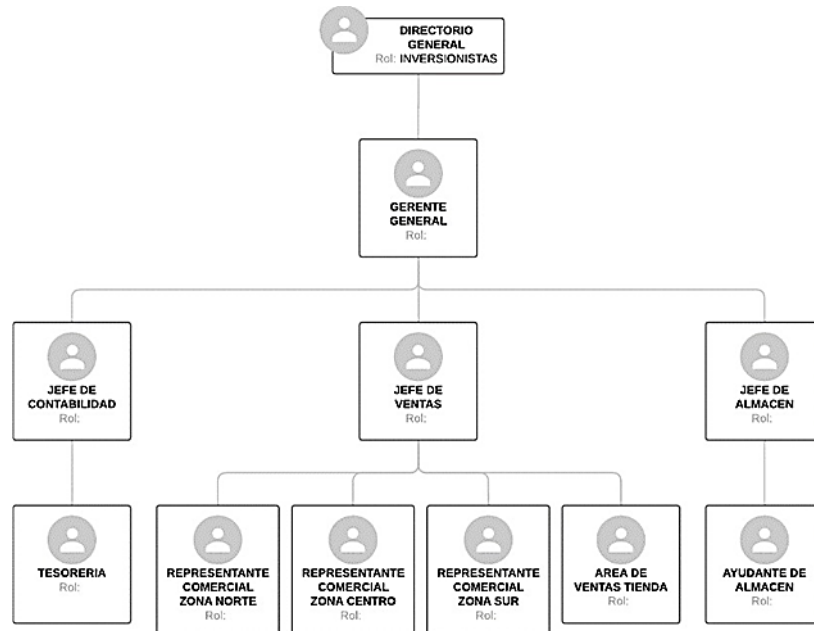 DIRECTORIO
GENERAL
Rol: INVERSIONISTAS
GERENTE
GENERAL
Rol:
JEFE DE
CONTABILIDAD
Rol:
JEFE DE
VENTAS
Rol:
JEFE DE
ALMACEN
Rol:
TESORERIA
Rol:
REPRESENTANTE
COMERCIAL
ZONA NORTE
Rol:
REPRESENTANTE
COMERCIAL
ZONA CENTRO
Rol:
REPRESENTANTE
COMERCIAL
ZONA SUR
Rol:
AREA DE
VENTAS TIENDA
Rol:
AYUDANTE DE
ALMACEN
Rol: